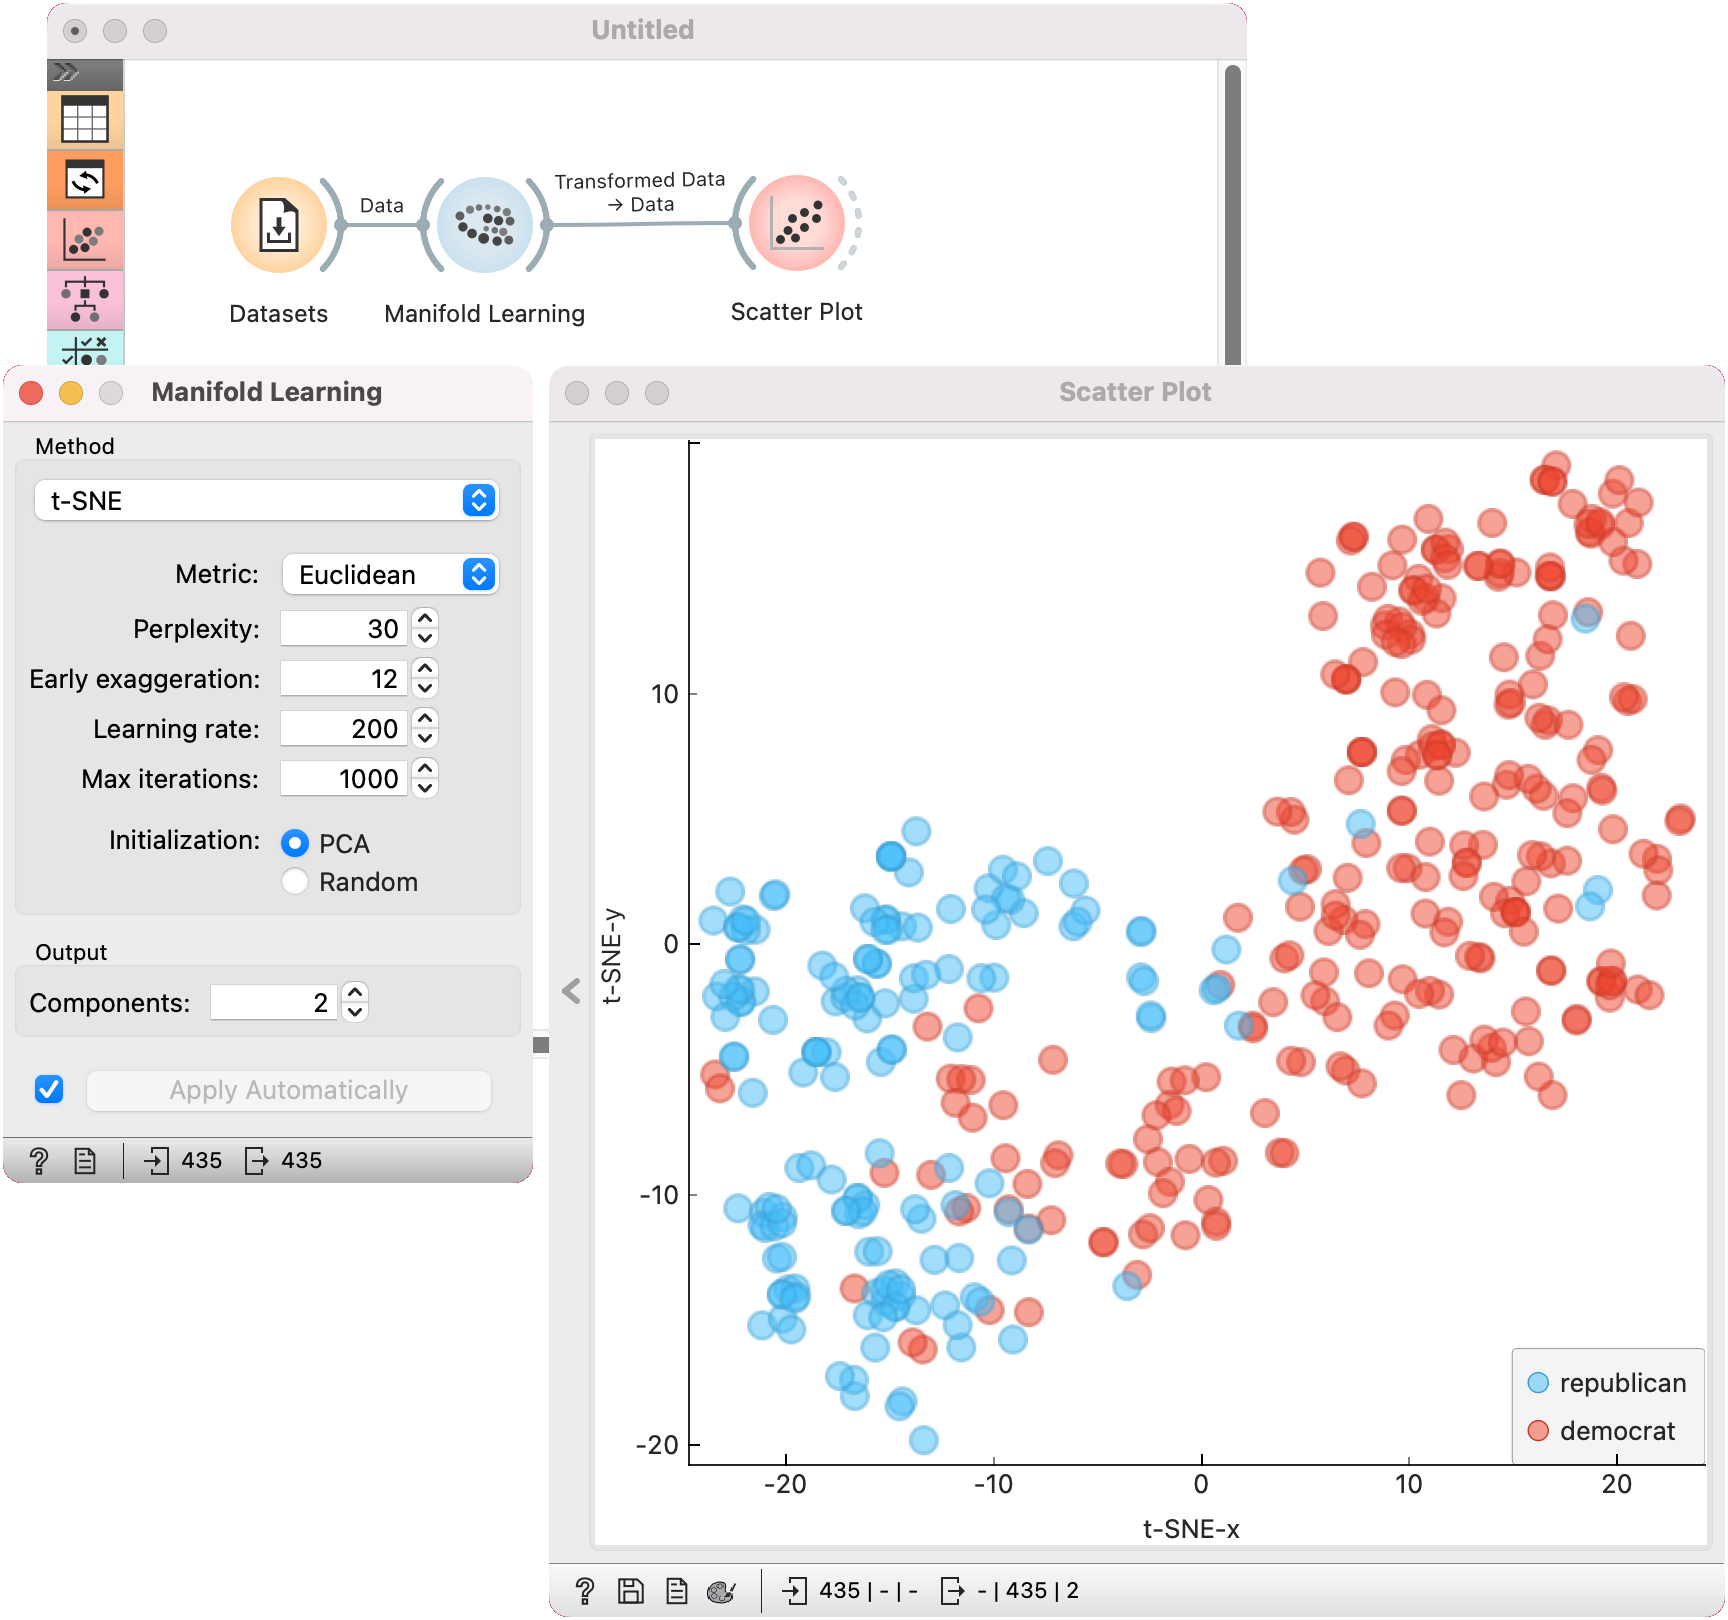 Untitled
Data
Transformed Data
→ Data
Datasets
Manifold Learning
Scatter Plot
Manifold Learning
Method
t-SNE
Metric: Euclidean
Perplexity: 30
Early exaggeration: 12
Learning rate: 200
Max iterations: 1000
Initialization: PCA
Random
Output
Components: 2
Apply Automatically
? 435 435
Scatter Plot
10
0
-10
-20
t-SNE-y
-20 -10 0 10 20
t-SNE-x
republican
democrat
? 435 | - | - - | 435 | 2